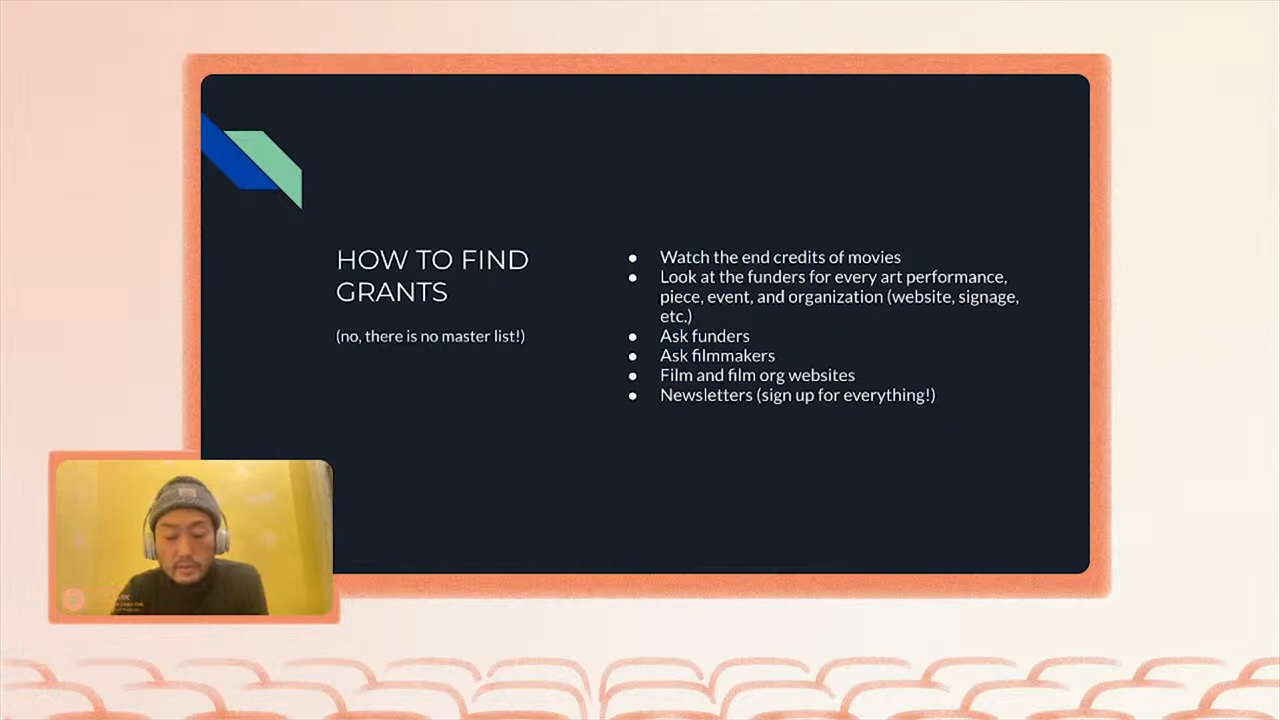 HOW TO FIND
GRANTS
(no, there is no master list!)
● Watch the end credits of movies
● Look at the funders for every art performance,
piece, event, and organization (website, signage,
etc.)
● Ask funders
● Ask filmmakers
● Film and film org websites
● Newsletters (sign up for everything!)